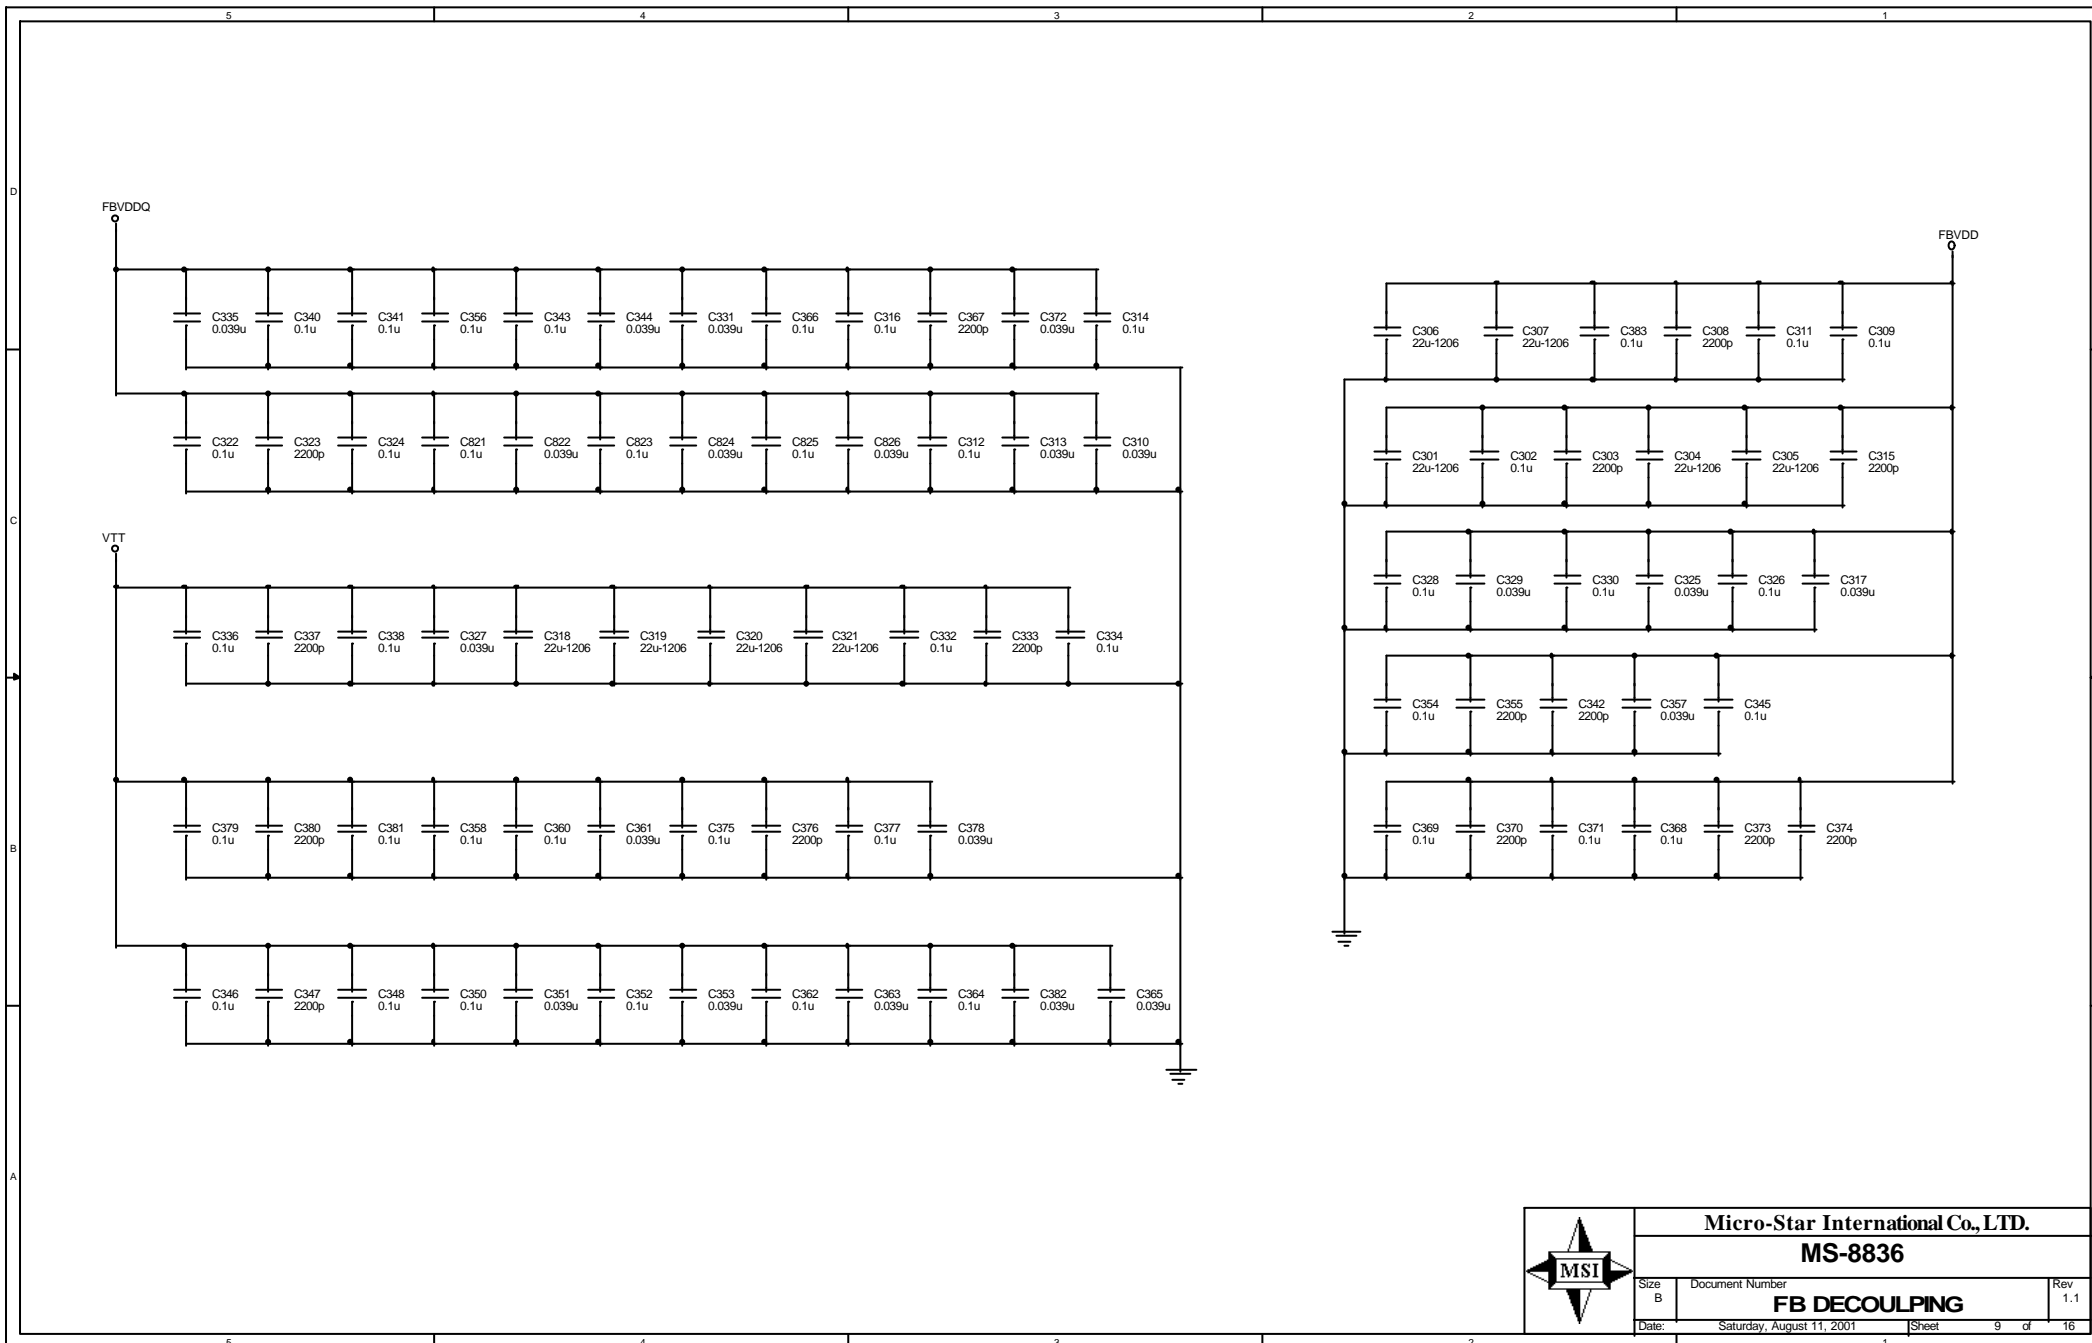 5 4 3 2 1
D
FBVDDQ
FBVDD
C335 C340 C341 C356 C343 C344 C331 C366 C316 C367 C372 C314
0.039u 0.1u 0.1u 0.1u 0.1u 0.039u 0.039u 0.1u 0.1u 2200p 0.039u 0.1u
C306 C307 C383 C308 C311 C309
22u-1206 22u-1206 0.1u 2200p 0.1u 0.1u
C322 C323 C324 C821 C822 C823 C824 C825 C826 C312 C313 C310
0.1u 2200p 0.1u 0.1u 0.039u 0.1u 0.039u 0.1u 0.039u 0.1u 0.039u 0.039u
C301 C302 C303 C304 C305 C315
22u-1206 0.1u 2200p 22u-1206 22u-1206 2200p
C
VTT
C328 C329 C330 C325 C326 C317
0.1u 0.039u 0.1u 0.039u 0.1u 0.039u
C336 C337 C338 C327 C318 C319 C320 C321 C332 C333 C334
0.1u 2200p 0.1u 0.039u 22u-1206 22u-1206 22u-1206 22u-1206 0.1u 2200p 0.1u
C354 C355 C342 C357 C345
0.1u 2200p 2200p 0.039u 0.1u
C379 C380 C381 C358 C360 C361 C375 C376 C377 C378
0.1u 2200p 0.1u 0.1u 0.1u 0.039u 0.1u 2200p 0.1u 0.039u
C369 C370 C371 C368 C373 C374
0.1u 2200p 0.1u 0.1u 2200p 2200p
B
C346 C347 C348 C350 C351 C352 C353 C362 C363 C364 C382 C365
0.1u 2200p 0.1u 0.1u 0.039u 0.1u 0.039u 0.1u 0.039u 0.1u 0.039u 0.039u
A
MSI
Micro-Star International Co., LTD.
MS-8836
Size Document Number Rev
B FB DECOULPING 1.1
Date: Saturday, August 11, 2001 Sheet 9 of 16
5 4 3 2 1